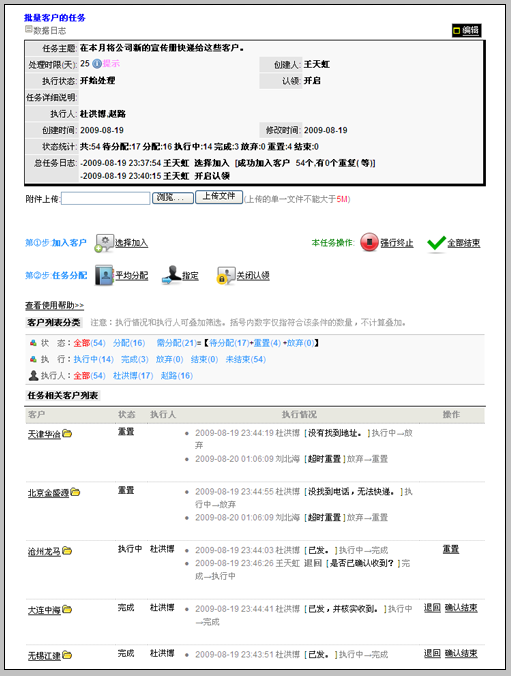 批量客户的任务
数据日志
编辑
任务主题: 在本月将公司新的宣传册快递给这些客户。
处理时限(天): 25 提示 创建人: 王天虹
执行状态: 开始处理 认领: 开启
任务详细说明:
执行人: 杜洪博,赵路
创建时间: 2009-08-19 修改时间: 2009-08-19
状态统计: 共:54 待分配:17 分配:16 执行中:14 完成:3 放弃:0 重置:4 结束:0
总任务日志: -2009-08-19 23:37:54 王天虹 选择加入 [成功加入客户 54个,有0个重复(等)]
-2009-08-19 23:40:15 王天虹 开启认领
附件上传: 浏览... 上传文件 (上传的单一文件不能大于5M)
第①步 加入客户 选择加入 本任务操作: 强行终止 全部结束
第②步 任务分配 平均分配 指定 关闭认领
查看使用帮助>>
客户列表分类 注意：执行情况和执行人可叠加筛选。括号内数字仅指符合该条件的数量，不计算叠加。
状 态：全部(54) 分配(16) 需分配(21)=【待分配(17)+重置(4)+放弃(0)】
执 行：执行中(14) 完成(3) 放弃(0) 结束(0) 未结束(54)
执行人：全部(54) 杜洪博(17) 赵路(16)
任务相关客户列表
客户 状态 执行人 执行情况 操作
天津华冶 重置 2009-08-19 23:44:19 杜洪博 [没有找到地址。] 执行中→放
弃
2009-08-20 01:06:09 刘北海 [超时重置] 放弃→重置
北京金盛源 重置 2009-08-19 23:44:55 杜洪博 [没找到电话，无法快递。] 执
行中→放弃
2009-08-20 01:06:09 刘北海 [超时重置] 放弃→重置
沧州龙马 执行中 杜洪博 2009-08-19 23:44:03 杜洪博 [已发。] 执行中→完成 重置
2009-08-19 23:46:26 王天虹 退回 [是否已确认收到？] 完
成→执行中
大连中海 完成 杜洪博 2009-08-19 23:44:41 杜洪博 [已发，并核实收到。] 执行中 退回 确认结束
→完成
无锡江建 完成 杜洪博 2009-08-19 23:43:51 杜洪博 [已发。] 执行中→完成 退回 确认结束